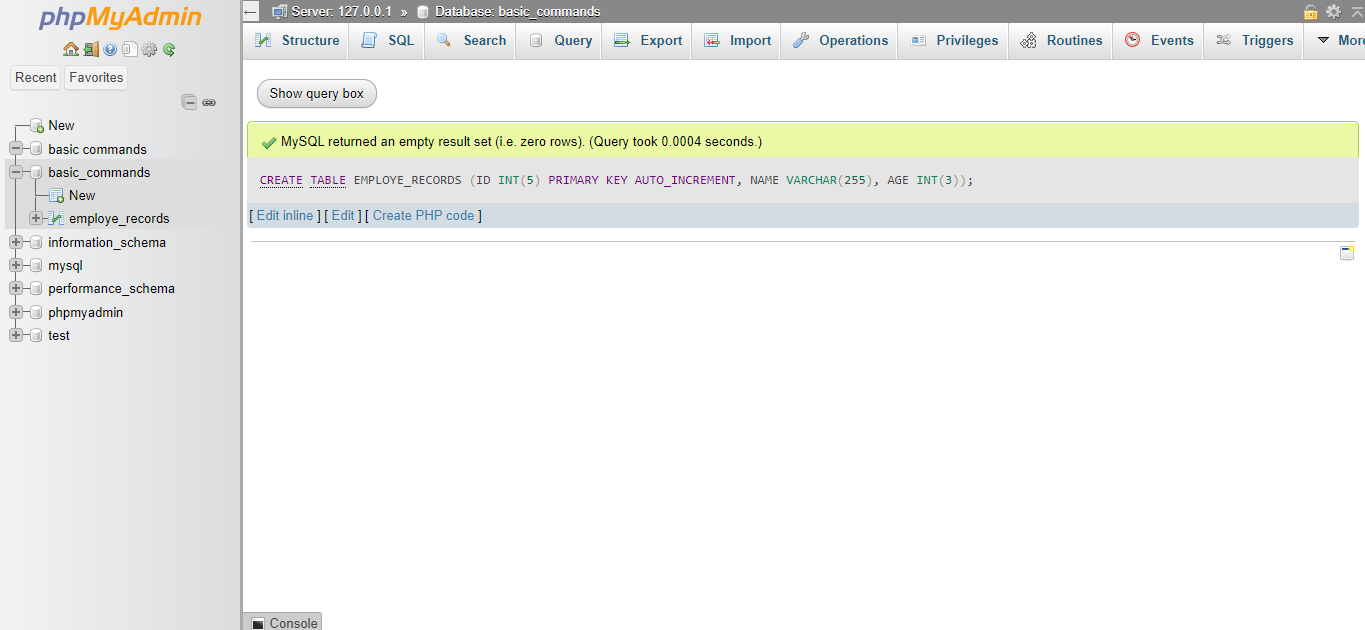 phpMyAdmin
Recent Favorites
New
basic commands
basic_commands
New
employe_records
information_schema
mysql
performance_schema
phpmyadmin
test
Server: 127.0.0.1 » Database: basic_commands
Structure SQL Search Query Export Import Operations Privileges Routines Events Triggers More
Show query box
MySQL returned an empty result set (i.e. zero rows). (Query took 0.0004 seconds.)
CREATE TABLE EMPLOYE_RECORDS (ID INT(5) PRIMARY KEY AUTO_INCREMENT, NAME VARCHAR(255), AGE INT(3));
[ Edit inline ] [ Edit ] [ Create PHP code ]
Console